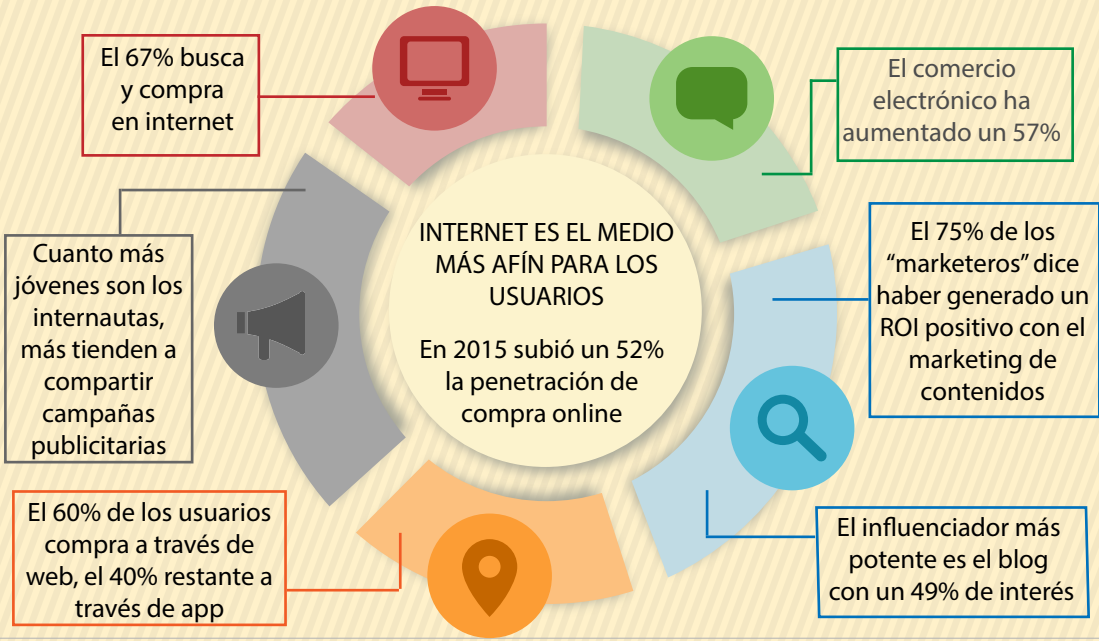 El 67% busca
y compra
en internet
El comercio
electrónico ha
aumentado un 57%
Cuanto más
jóvenes son los
internautas,
más tienden a
compartir
campañas
publicitarias
INTERNET ES EL MEDIO
MÁS AFÍN PARA LOS
USUARIOS
En 2015 subió un 52%
la penetración de
compra online
El 75% de los
“marketeros” dice
haber generado un
ROI positivo con el
marketing de
contenidos
El 60% de los usuarios
compra a través de
web, el 40% restante a
través de app
El influenciador más
potente es el blog
con un 49% de interés